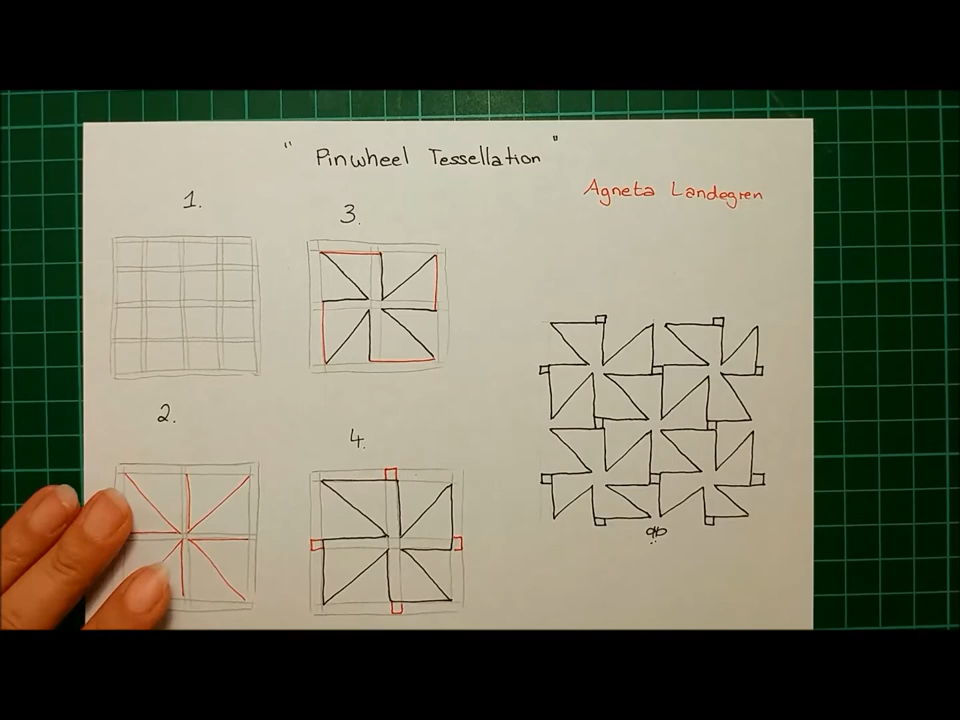 " Pinwheel Tessellation "
Agneta Landegren
1.
3.
2.
4.